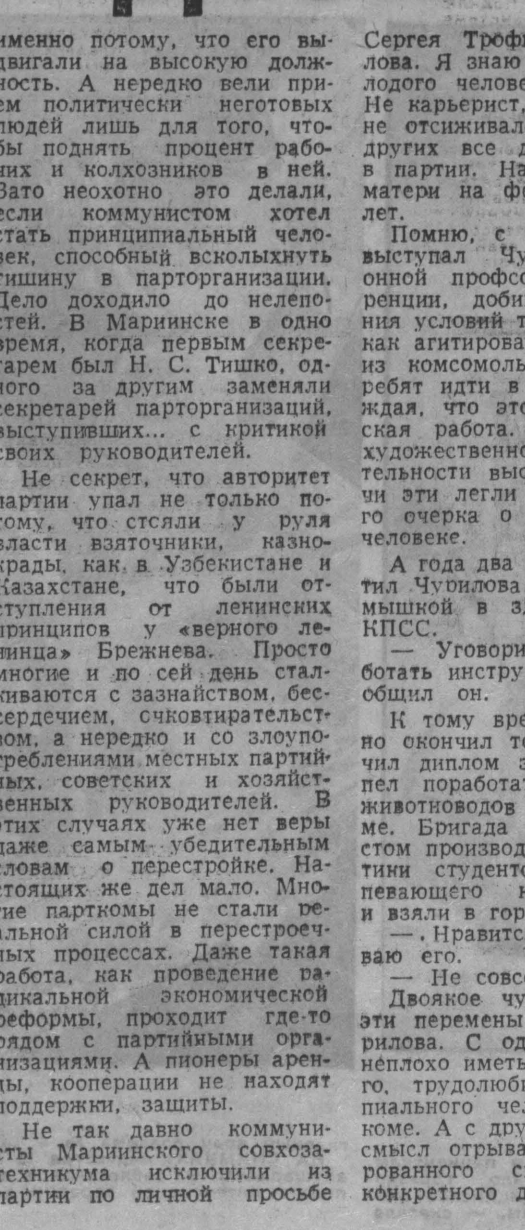 именно потому, что его вы-
двигали на высокую долж-
ность. А нередко вели при-
ем политически неготовых
людей лишь для того, что-
бы поднять процент рабо-
чих и колхозников в ней.
Зато неохотно это делали,
если коммунистом хотел
стать принципиальный чело-
век, способный всколыхнуть
тишину в парторганизации.
Дело доходило до нелепо-
стей. В Мариинске в одно
время, когда первым секре-
тарем был Н. С. Тишко, од-
ного за другим заменяли
секретарей парторганизаций,
выступивших... с критикой
своих руководителей.
Не секрет, что авторитет
партии упал не только по-
тому, что стсяли у руля
власти взяточники, казно-
крады, как в Узбекистане и
Казахстане, что были от-
ступления от ленинских
принципов у «верного ле-
нинца» Брежнева. Просто
многие и по сей день стал-
киваются с зазнайством, бес-
сердечием, счковтирательст-
вом, а нередко и со злоупо-
треблениями местных партий-
ных, советских и хозяйст-
венных руководителей. В
этих случаях уже нет веры
даже самым убедительным
словам о перестройке. На-
стоящих же дел мало. Мно-
гие парткомы не стали ре-
альной силой в перестроеч-
ных процессах. Даже такая
работа, как проведение ра-
дикальной экономической
реформы, проходит где-то
рядом с партийными орга-
низациями. А пионеры арен-
ды, кооперации не находят
поддержки, защиты.
Не так давно коммуни-
сты Мариинского совхоза-
техникума исключили из
партии по личной просьбе
Сергея Трофи
лова. Я знаю
лодого челове
Не карьерист,
не отсиживал
других все д
в партии. На
матери на фе
лет.
Помню, с
выступал Чу
онной профсо
ренции, доби
ния условий т
как агитирова
из комсомоль
ребят идти в
ждая, что это
ская работа.
художественно
тельности выс
чи эти легли
го очерка о
человеке.
А года два
тил Чурилова
мышкой в зд
КПСС.
— Уговори
ботать инстру
общил он.
К тому вре
но окончил те
чил диплом з
пел поработат
животноводов
ме. Бригада
стом производ
тики студенто
певающего н
и взяли в гор
— Нравитс
ваю его.
— Не совсе
Двоякое чу
эти перемены
рилова. С од
неплохо иметь
го, трудолюби
пиального чел
коме. А с дру
смысл отрыва
рованного сп
конкретного д